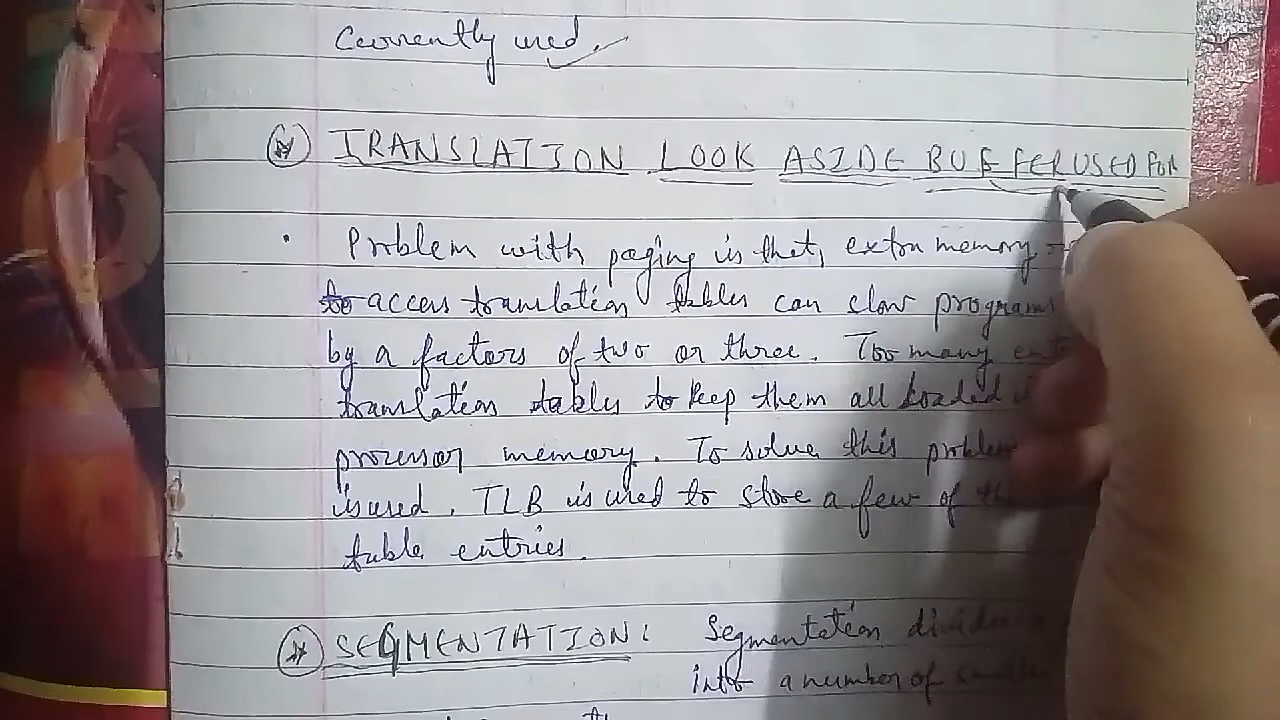 Currently used.
TRANSLATION LOOK ASIDE BUFFER USED FOR
Problem with paging is that, extra memory
to access translation tables can slow programs
by a factors of two or three. Too many
translation tables to keep them all loaded
processor memory. To solve this problem
is used. TLB is used to store a few of
table entries.
SEGMENTATION: Segmentation divides
into a number of